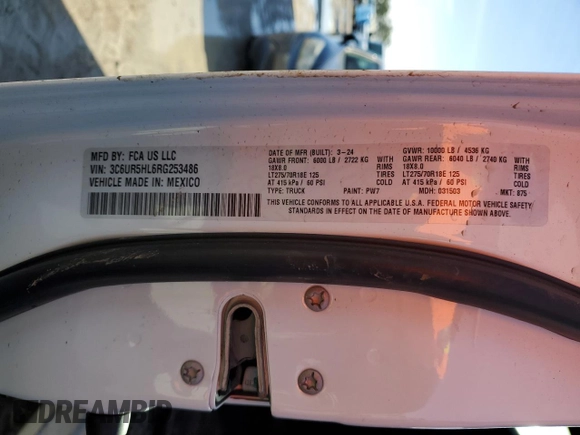 MFD BY: FCA US LLC
VIN: 3C6UR5HL6RG253486
VEHICLE MADE IN: MEXICO
DATE OF MFR (BUILT): 3-24
GAWR FRONT: 6000 LB / 2722 KG WITH
18X8.0 RIMS
LT275/70R18E 125 TIRES
AT 415 kPa / 60 PSI COLD
TYPE: TRUCK PAINT: PW7
GVWR: 10000 LB / 4536 KG
GAWR REAR: 6040 LB / 2740 KG WITH
18X8.0 RIMS
LT275/70R18E 125 TIRES
AT 415 kPa / 60 PSI COLD
MDH: 031503 MKT: 875
THIS VEHICLE CONFORMS TO ALL APPLICABLE U.S.A. FEDERAL MOTOR VEHICLE SAFETY
STANDARDS IN EFFECT ON THE DATE OF MANUFACTURE SHOWN ABOVE.
IDREAMBID